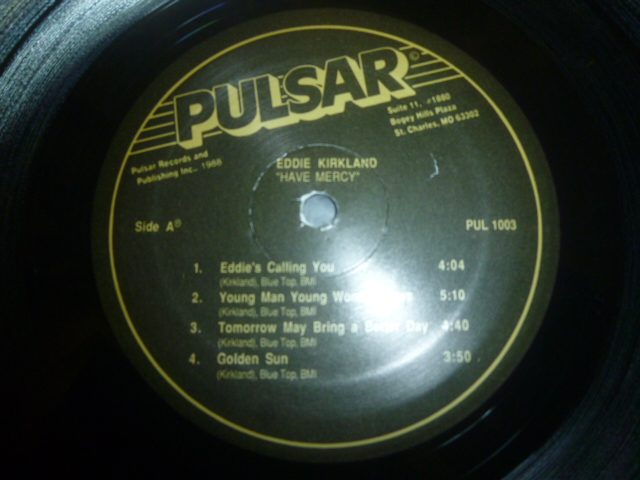 PULSAR ©
Suite 11, #1880
Bogey Hills Plaza
St. Charles, MO 63302
Pulsar Records and
Publishing Inc., 1988
EDDIE KIRKLAND
"HAVE MERCY"
Side A℗
PUL 1003
1. Eddie's Calling You 4:04
(Kirkland), Blue Top, BMI
2. Young Man Young 5:10
(Kirkland), Blue Top, BMI
3. Tomorrow May Bring a Better Day 4:40
(Kirkland), Blue Top, BMI
4. Golden Sun 3:50
(Kirkland), Blue Top, BMI